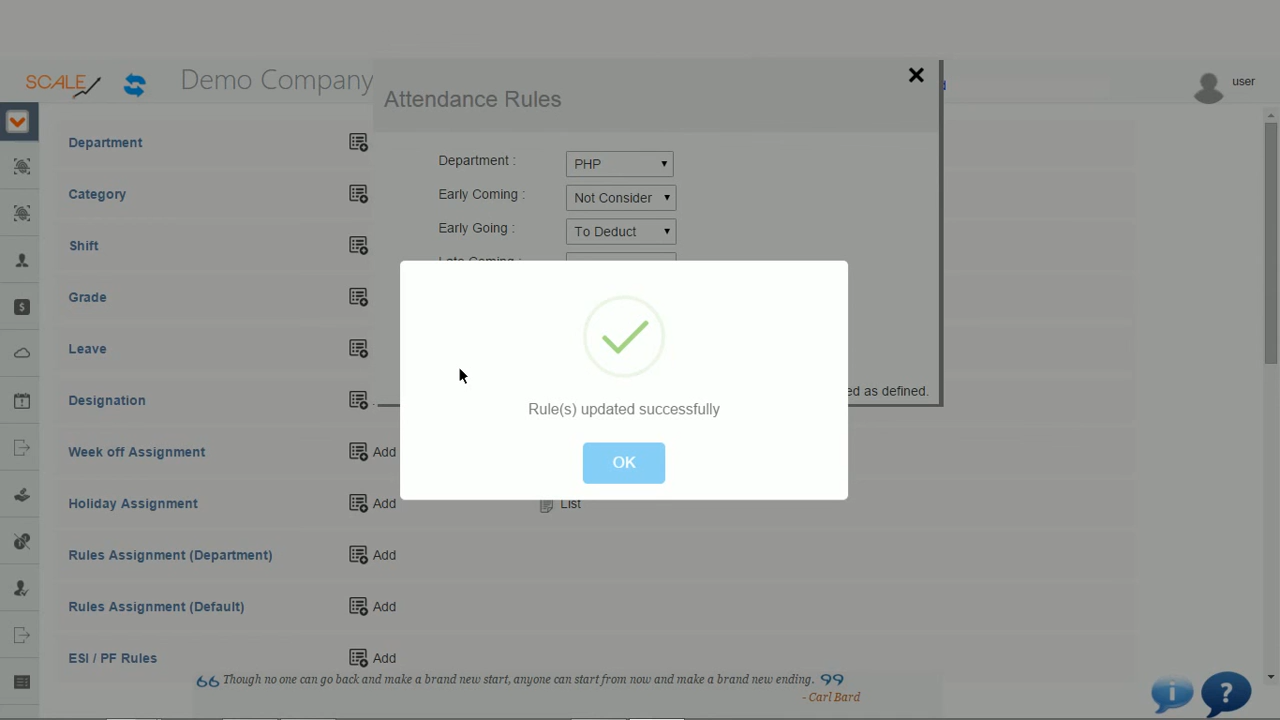 SCALE
Demo Company
user
Attendance Rules
Department :
PHP
Early Coming :
Not Consider
Early Going :
To Deduct
Late Coming :
ed as defined.
Rule(s) updated successfully
OK
Department
Category
Shift
Grade
Leave
Designation
Week off Assignment
Add
Holiday Assignment
Add
List
Rules Assignment (Department)
Add
Rules Assignment (Default)
Add
ESI / PF Rules
Add
Though no one can go back and make a brand new start, anyone can start from now and make a brand new ending.
- Carl Bard